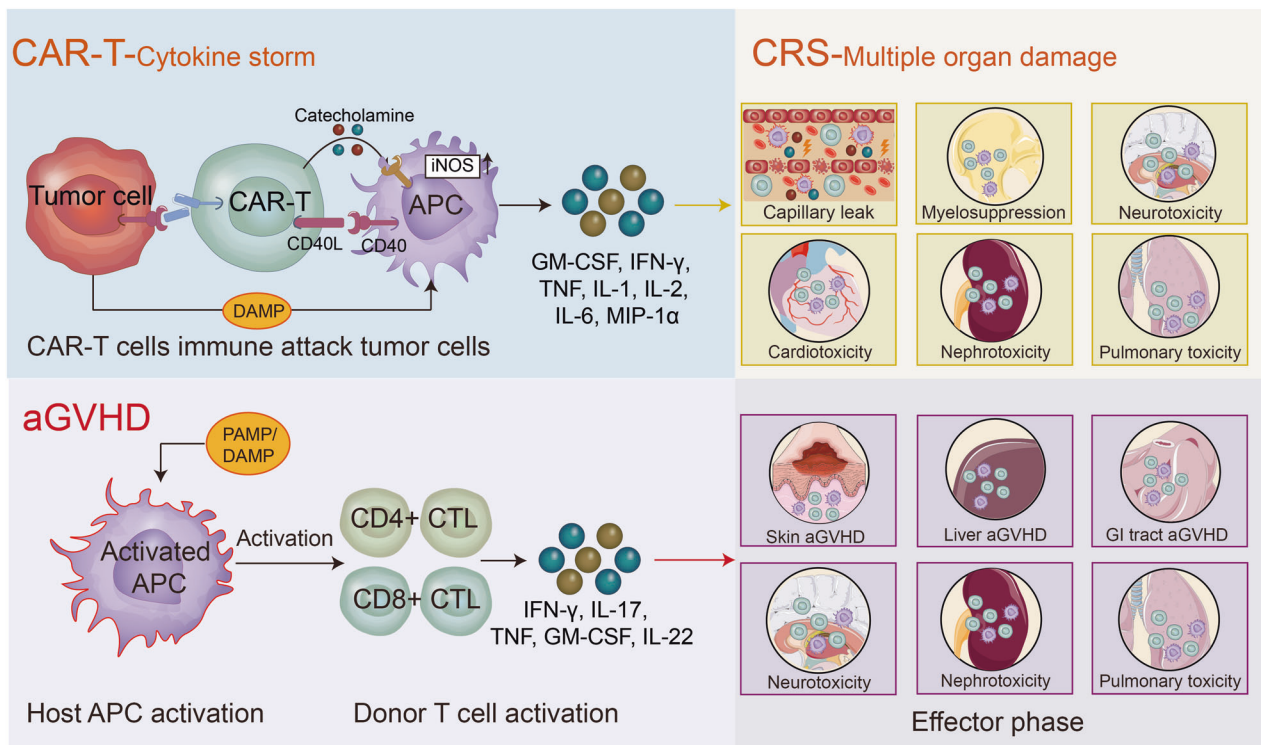 CAR-T-Cytokine storm
CRS-Multiple organ damage
Catecholamine
iNOS
Tumor cell
CAR-T
APC
CD40L
CD40
DAMP
GM-CSF, IFN-γ,
TNF, IL-1, IL-2,
IL-6, MIP-1α
CAR-T cells immune attack tumor cells
Capillary leak
Myelosuppression
Neurotoxicity
Cardiotoxicity
Nephrotoxicity
Pulmonary toxicity
aGVHD
PAMP/
DAMP
Activated
APC
Activation
CD4+ CTL
CD8+ CTL
IFN-γ, IL-17,
TNF, GM-CSF, IL-22
Host APC activation
Donor T cell activation
Skin aGVHD
Liver aGVHD
GI tract aGVHD
Neurotoxicity
Nephrotoxicity
Pulmonary toxicity
Effector phase